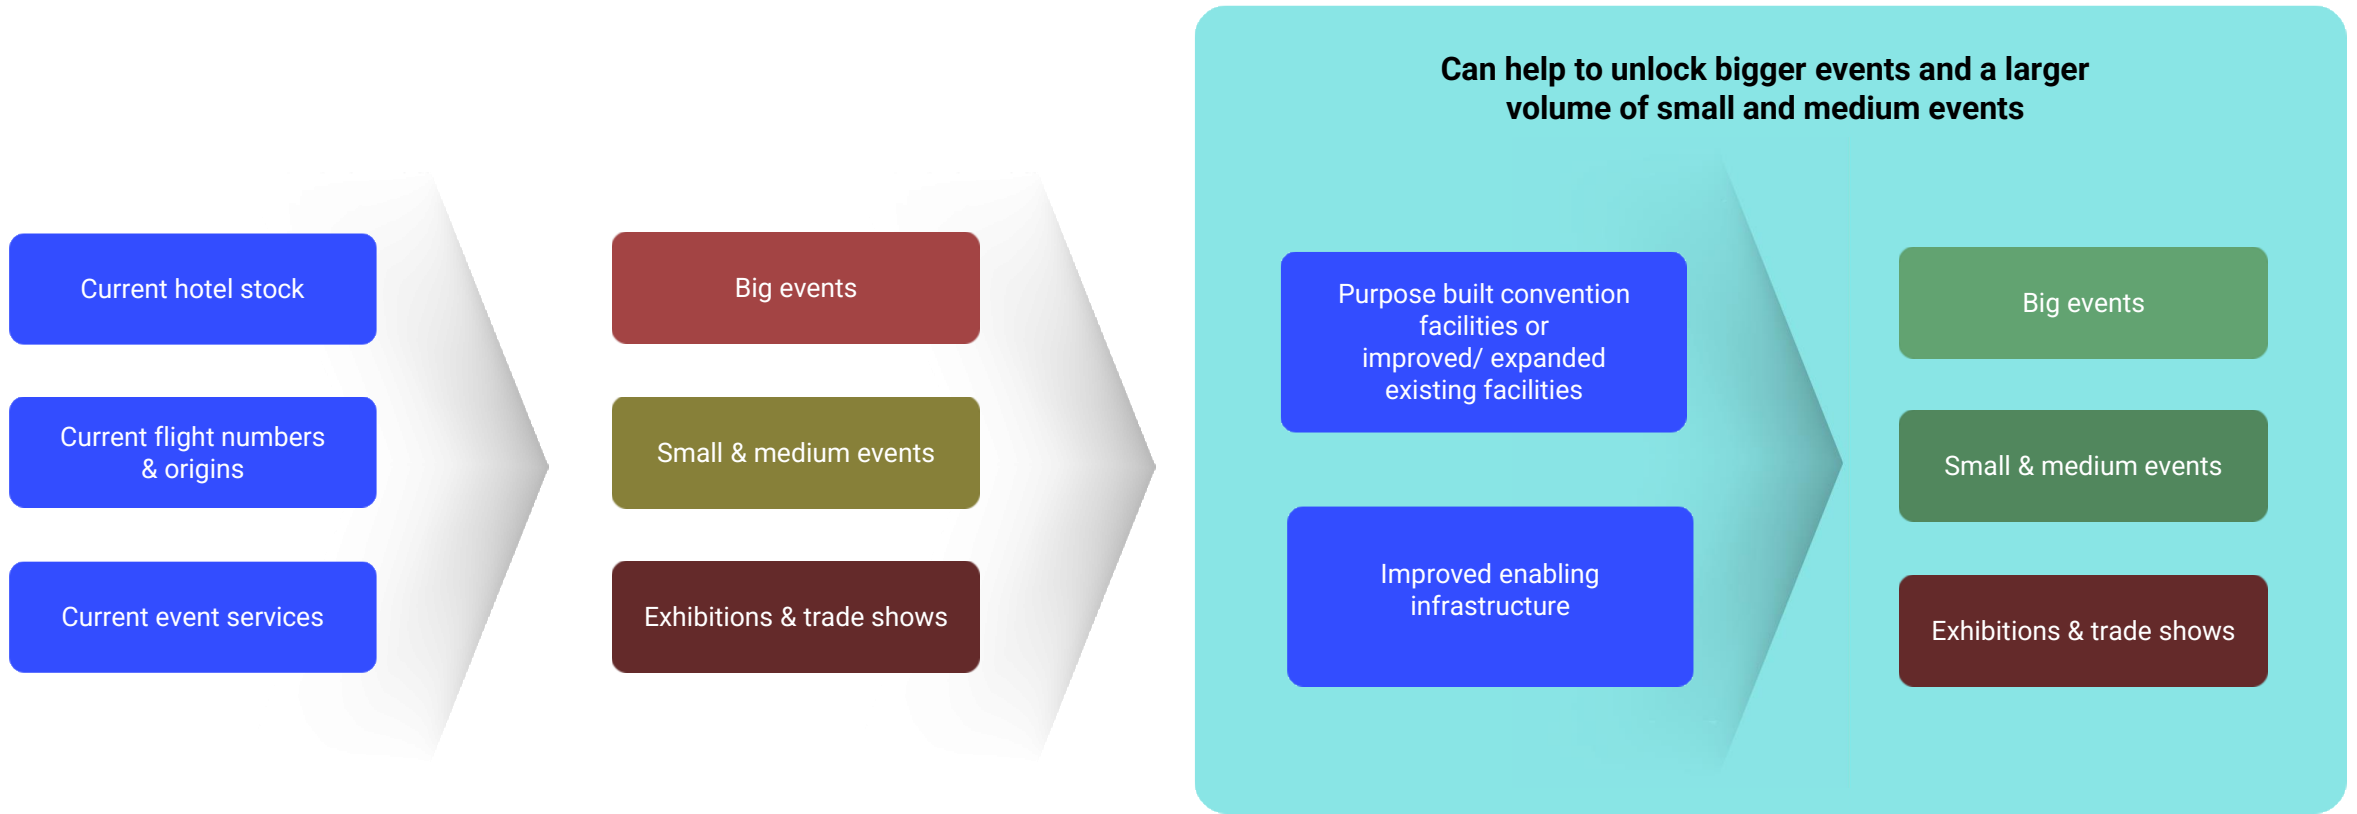 Can help to unlock bigger events and a larger
volume of small and medium events
Current hotel stock
Current flight numbers
& origins
Current event services
Big events
Small & medium events
Exhibitions & trade shows
Purpose built convention
facilities or
improved/ expanded
existing facilities
Improved enabling
infrastructure
Big events
Small & medium events
Exhibitions & trade shows